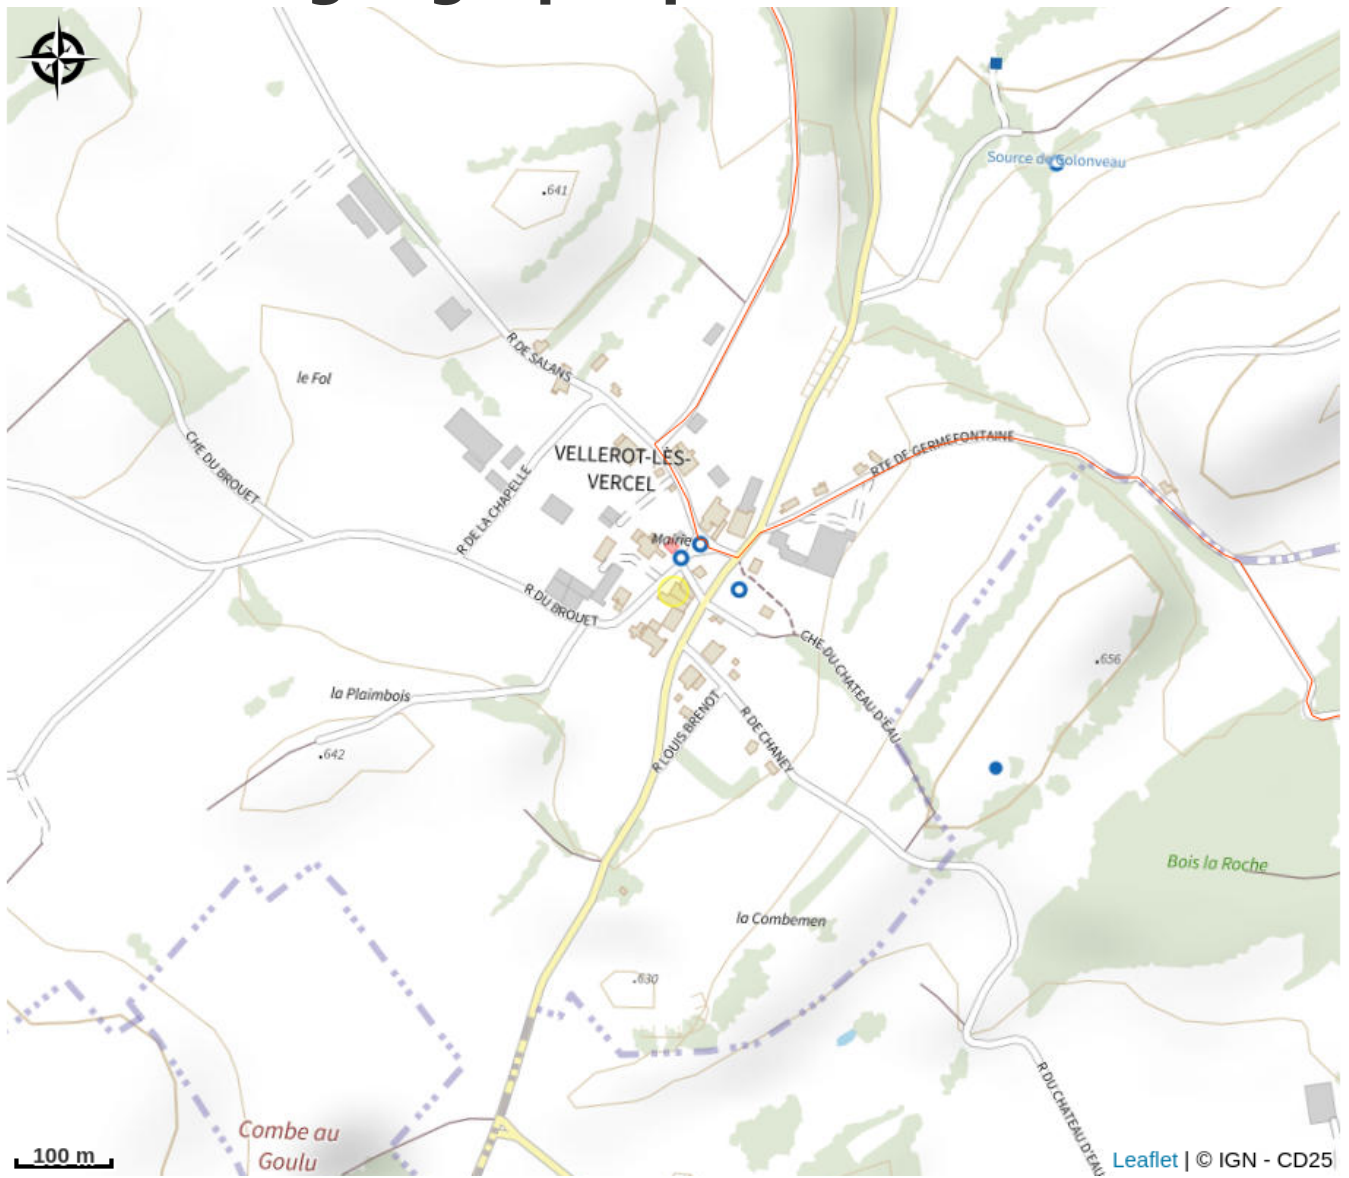 641
Source de Colonveau
R DE SALANS
le Fol
CHE DU BROUET
VELLEROT-LÈS-
VERCEL
RTE DE GERMEFONTAINE
R DE LA CHAPELLE
Mairie
R DU BROUET
CHE DU CHATEAU D'EAU
656
la Plaimbois
642
R LOUIS BRENOT
R DE CHANEY
Bois la Roche
la Combemen
630
R DU CHATEAU D'EAU
Combe au
Goulu
100 m
Leaflet | © IGN - CD25